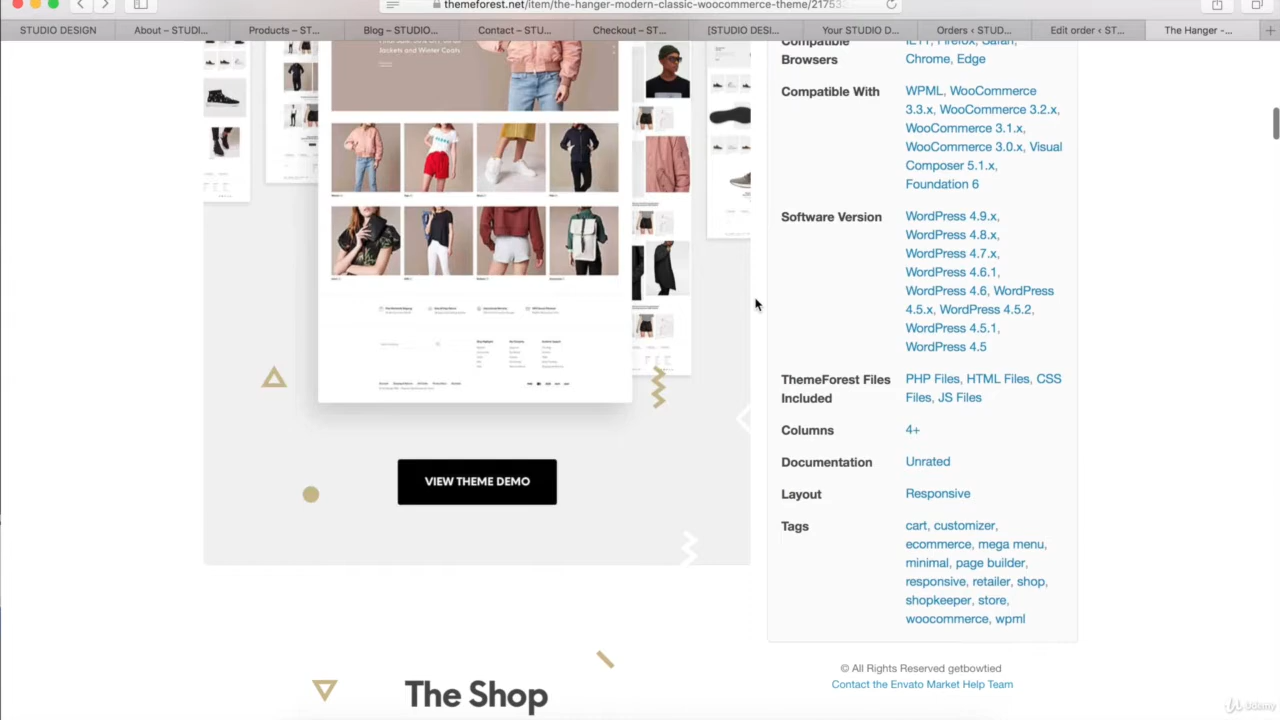 themeforest.net/item/the-hanger-modern-classic-woocommerce-theme/21753
STUDIO DESIGN
About – STUDI...
Products – ST...
Blog – STUDIO...
Contact – STU...
Checkout – ST...
[STUDIO DESI...
Your STUDIO D...
Orders ‹ STUD...
Edit order ‹ ST...
The Hanger -...
Jackets and Winter Coats
VIEW THEME DEMO
The Shop
Compatible Browsers
IE11, Firefox, Safari,
Chrome, Edge
Compatible With
WPML, WooCommerce
3.3.x, WooCommerce 3.2.x,
WooCommerce 3.1.x,
WooCommerce 3.0.x, Visual
Composer 5.1.x,
Foundation 6
Software Version
WordPress 4.9.x,
WordPress 4.8.x,
WordPress 4.7.x,
WordPress 4.6.1,
WordPress 4.6, WordPress
4.5.x, WordPress 4.5.2,
WordPress 4.5.1,
WordPress 4.5
ThemeForest Files
Included
PHP Files, HTML Files, CSS
Files, JS Files
Columns
4+
Documentation
Unrated
Layout
Responsive
Tags
cart, customizer,
ecommerce, mega menu,
minimal, page builder,
responsive, retailer, shop,
shopkeeper, store,
woocommerce, wpml
© All Rights Reserved getbowtied
Contact the Envato Market Help Team
Udemy